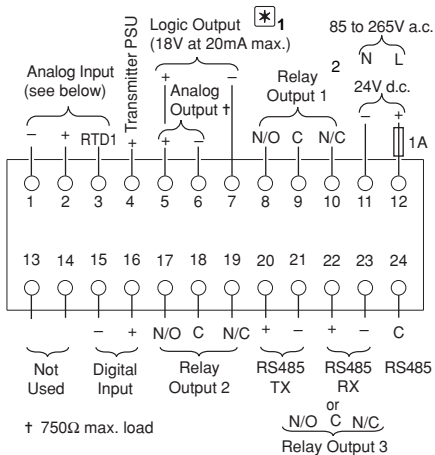 Logic Output *1
(18V at 20mA max.)
85 to 265V a.c.
2 N L
24V d.c.
Analog Input
(see below)
Transmitter PSU
Analog
Output †
Relay
Output 1
+ −
− + RTD1 + + − N/O C N/C − +
1A
1 2 3 4 5 6 7 8 9 10 11 12
13 14 15 16 17 18 19 20 21 22 23 24
− + N/O C N/C + − + − C
Not
Used
Digital
Input
Relay
Output 2
RS485
TX
RS485
RX
RS485
or
N/O C N/C
Relay Output 3
† 750Ω max. load